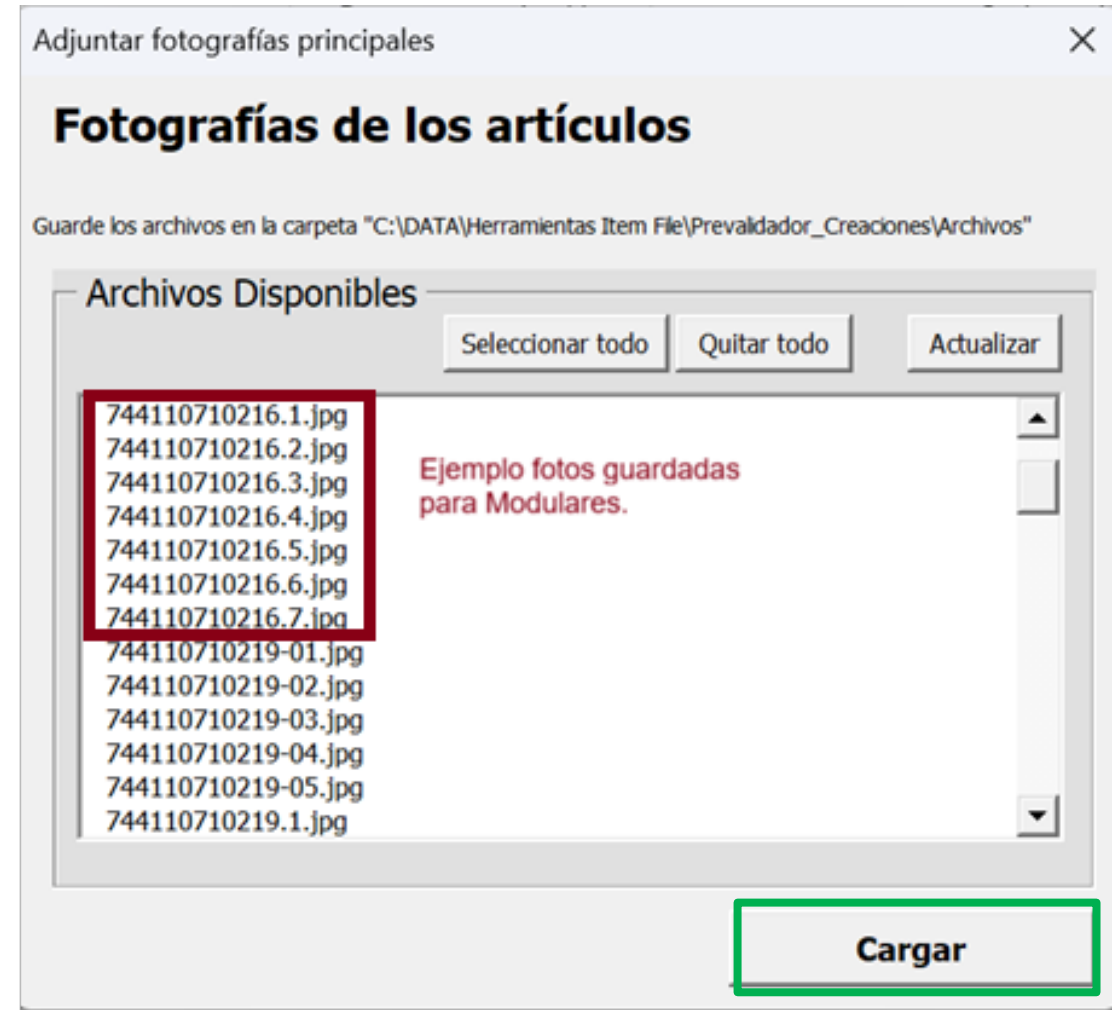 Adjuntar fotografías principales
Fotografías de los artículos
Guarde los archivos en la carpeta "C:\DATA\Herramientas Item File\Prevalidador_Creaciones\Archivos"
Archivos Disponibles
Seleccionar todo Quitar todo Actualizar
744110710216.1.jpg
744110710216.2.jpg
744110710216.3.jpg
744110710216.4.jpg
744110710216.5.jpg
744110710216.6.jpg
744110710216.7.jpg
744110710219-01.jpg
744110710219-02.jpg
744110710219-03.jpg
744110710219-04.jpg
744110710219-05.jpg
744110710219.1.jpg
Ejemplo fotos guardadas
para Modulares.
Cargar